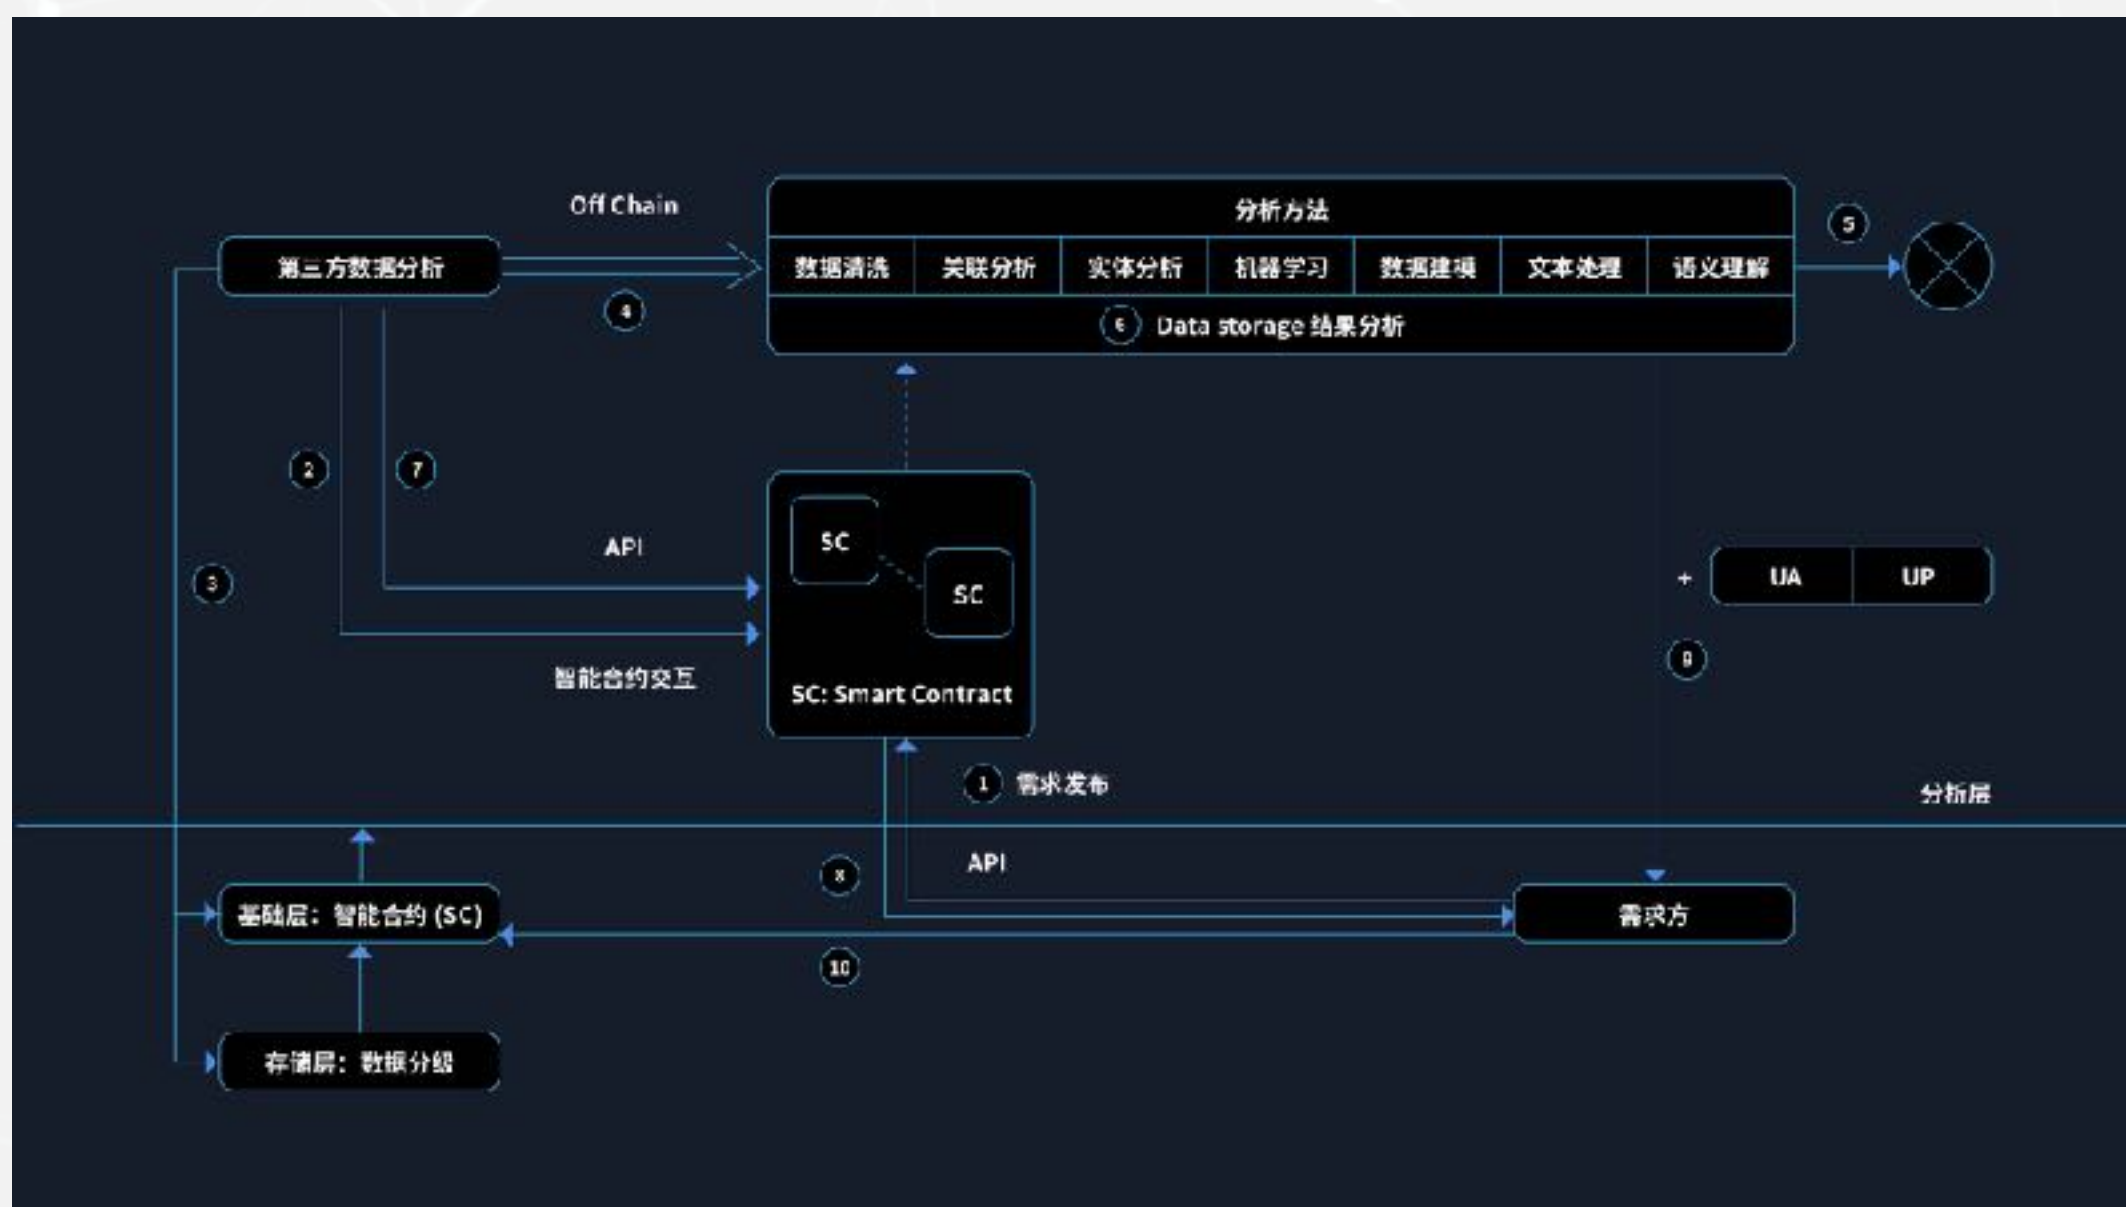 Off Chain
分析方法
5
第三方数据分析
数据清洗 关联分析 实体分析 机器学习 数据建模 文本处理 语义理解
4
6 Data storage 结果分析
2
7
SC
API
3
SC
+ UA UP
9
智能合约交互
SC: Smart Contract
1 需求发布
分析层
API
8
基础层：智能合约 (SC)
需求方
10
存储层：数据分级